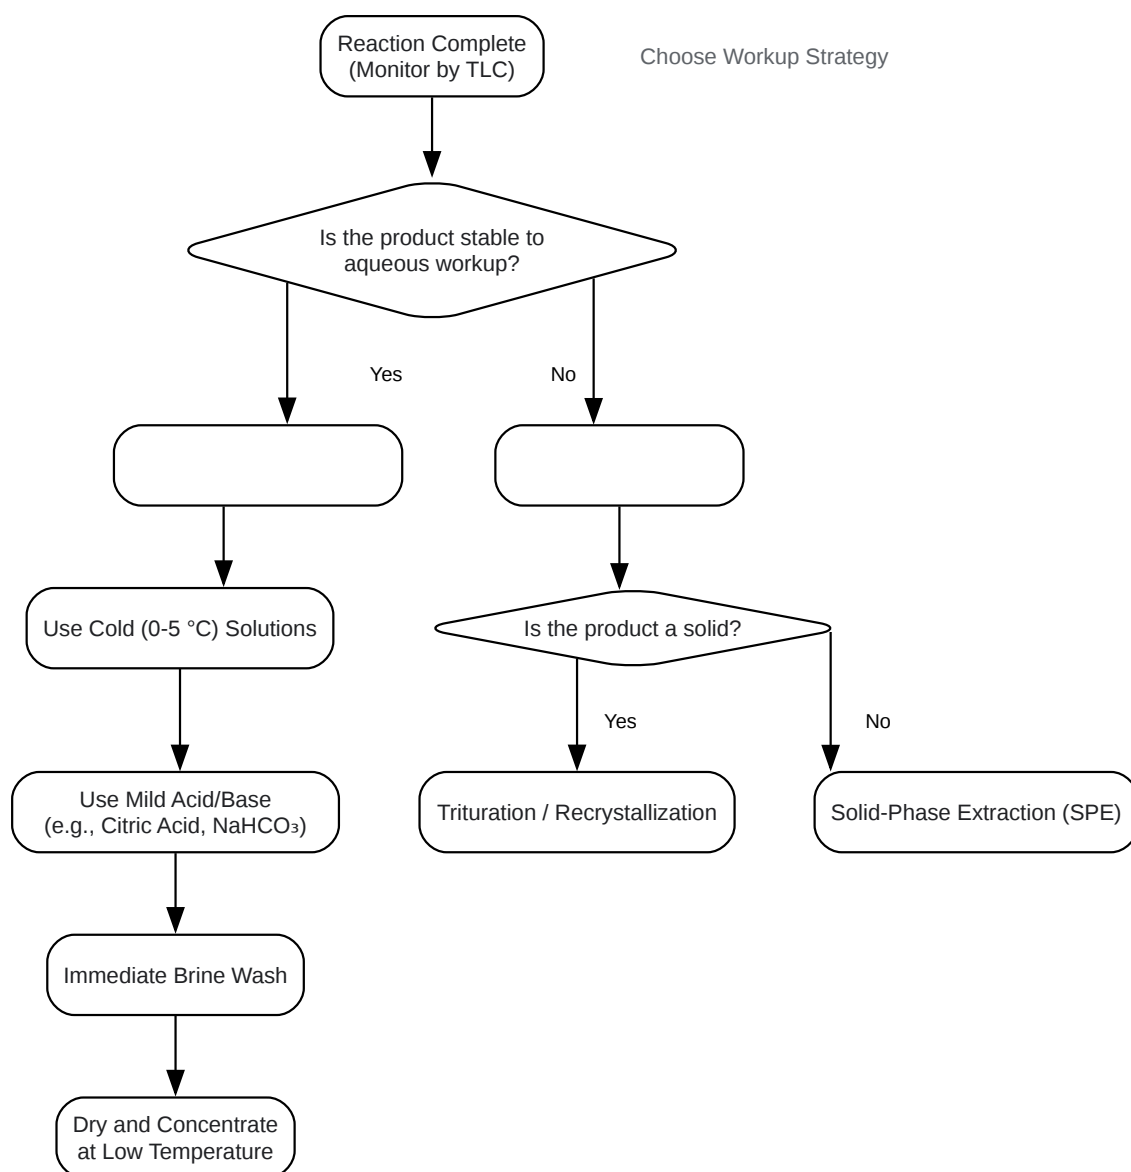 Reaction Complete
(Monitor by TLC)
Choose Workup Strategy
Is the product stable to
aqueous workup?
Yes
No
Use Cold (0-5 °C) Solutions
Is the product a solid?
Yes
No
Use Mild Acid/Base
(e.g., Citric Acid, NaHCO₃)
Trituration / Recrystallization
Solid-Phase Extraction (SPE)
Immediate Brine Wash
Dry and Concentrate
at Low Temperature